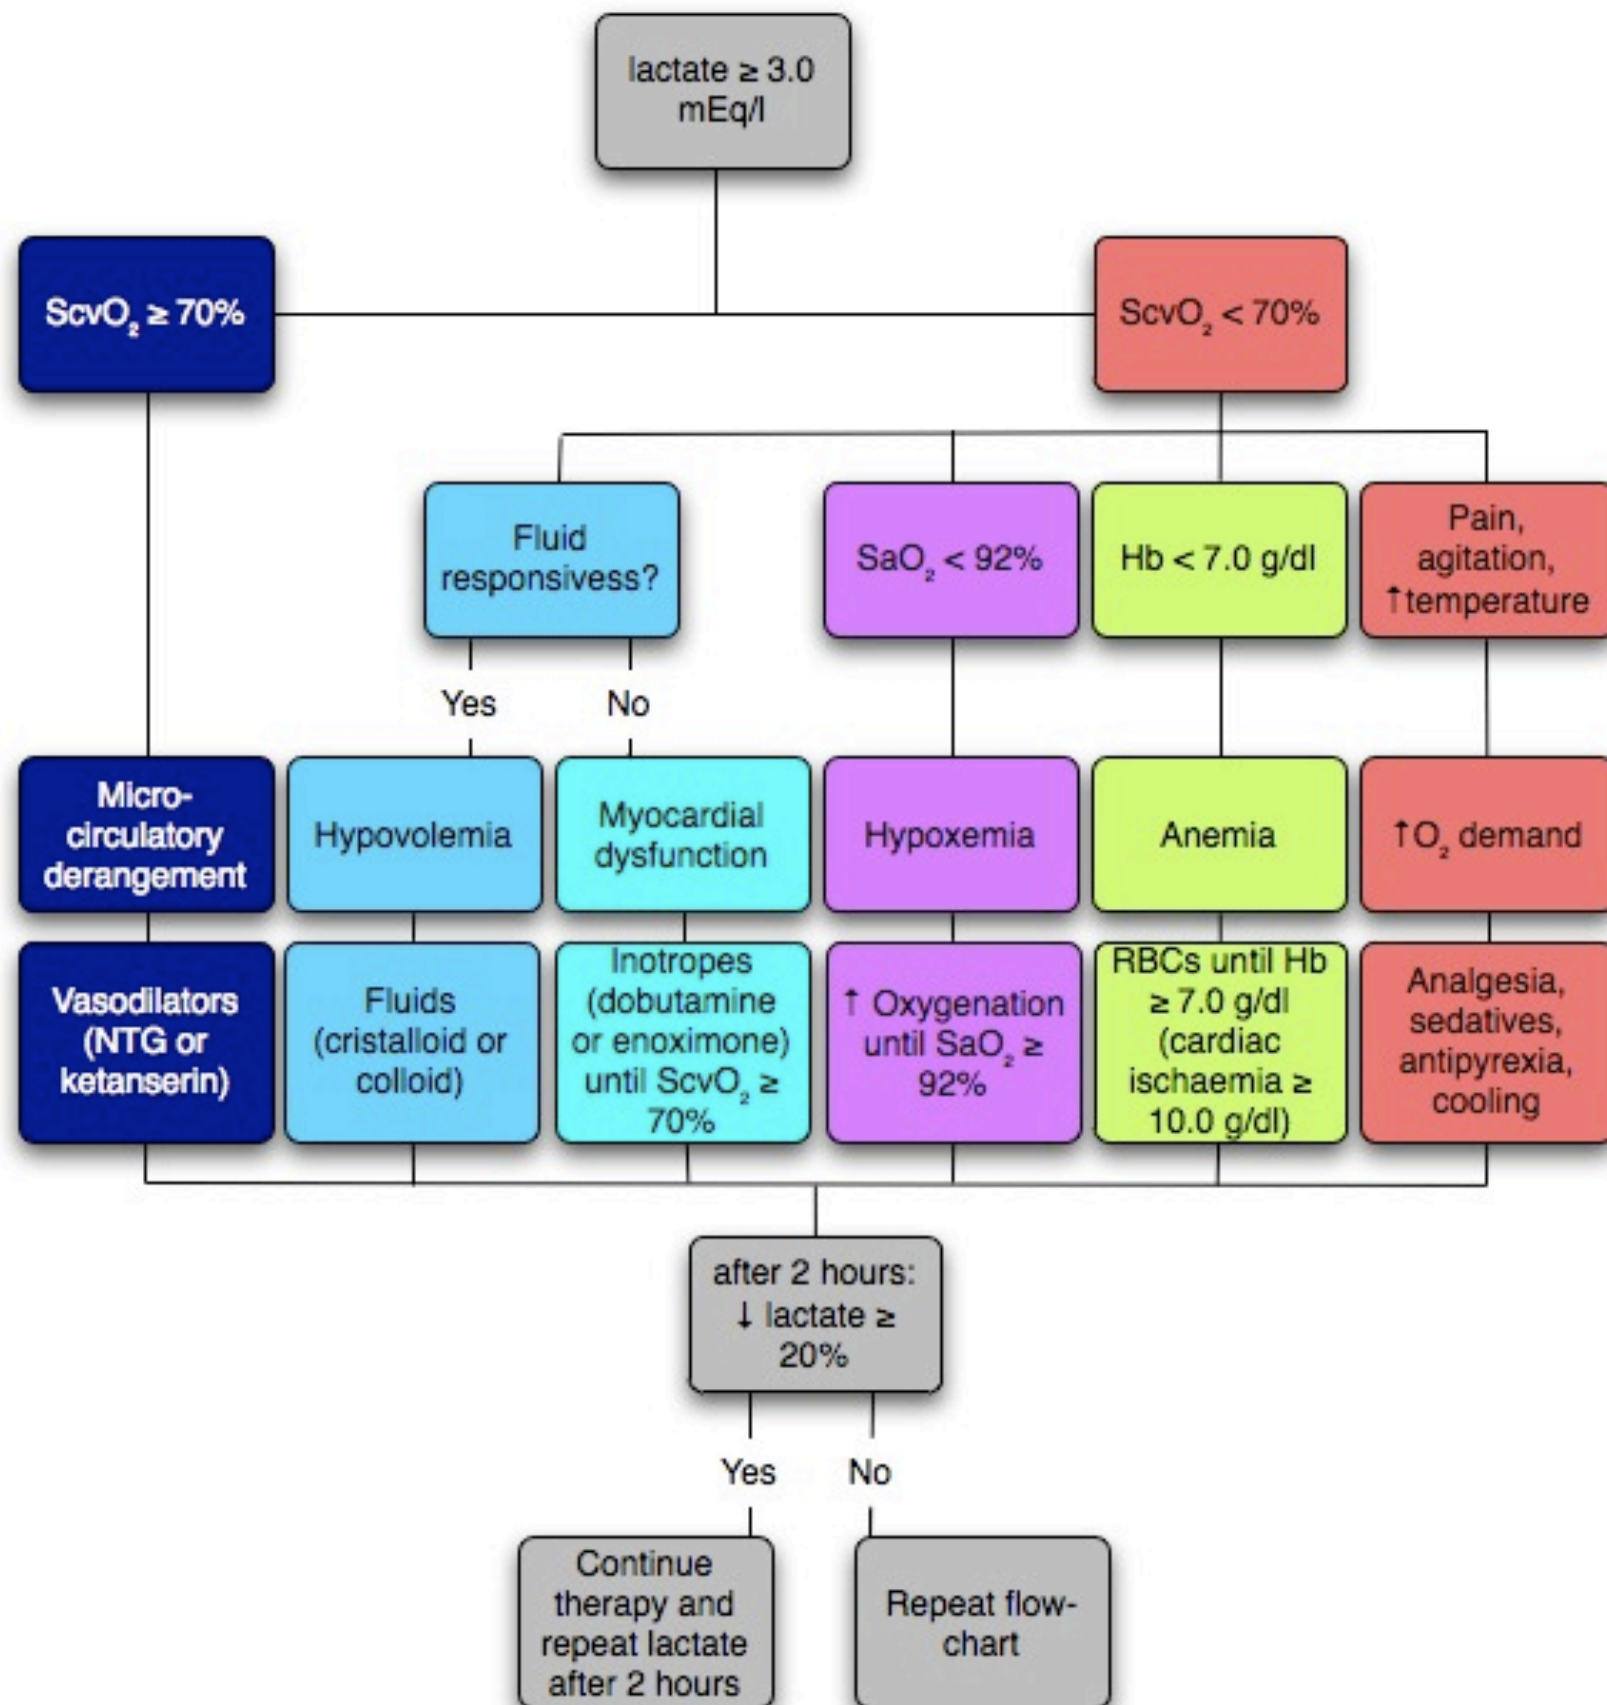 lactate ≥ 3.0
mEq/l
ScvO₂ ≥ 70%
ScvO₂ < 70%
Fluid
responsivess?
SaO₂ < 92%
Hb < 7.0 g/dl
Pain,
agitation,
↑temperature
Yes
No
Micro-
circulatory
derangement
Hypovolemia
Myocardial
dysfunction
Hypoxemia
Anemia
↑O₂ demand
Vasodilators
(NTG or
ketanserin)
Fluids
(cristalloid or
colloid)
Inotropes
(dobutamine
or enoximone)
until ScvO₂ ≥
70%
↑ Oxygenation
until SaO₂ ≥
92%
RBCs until Hb
≥ 7.0 g/dl
(cardiac
ischaemia ≥
10.0 g/dl)
Analgesia,
sedatives,
antipyrexia,
cooling
after 2 hours:
↓ lactate ≥
20%
Yes
No
Continue
therapy and
repeat lactate
after 2 hours
Repeat flow-
chart